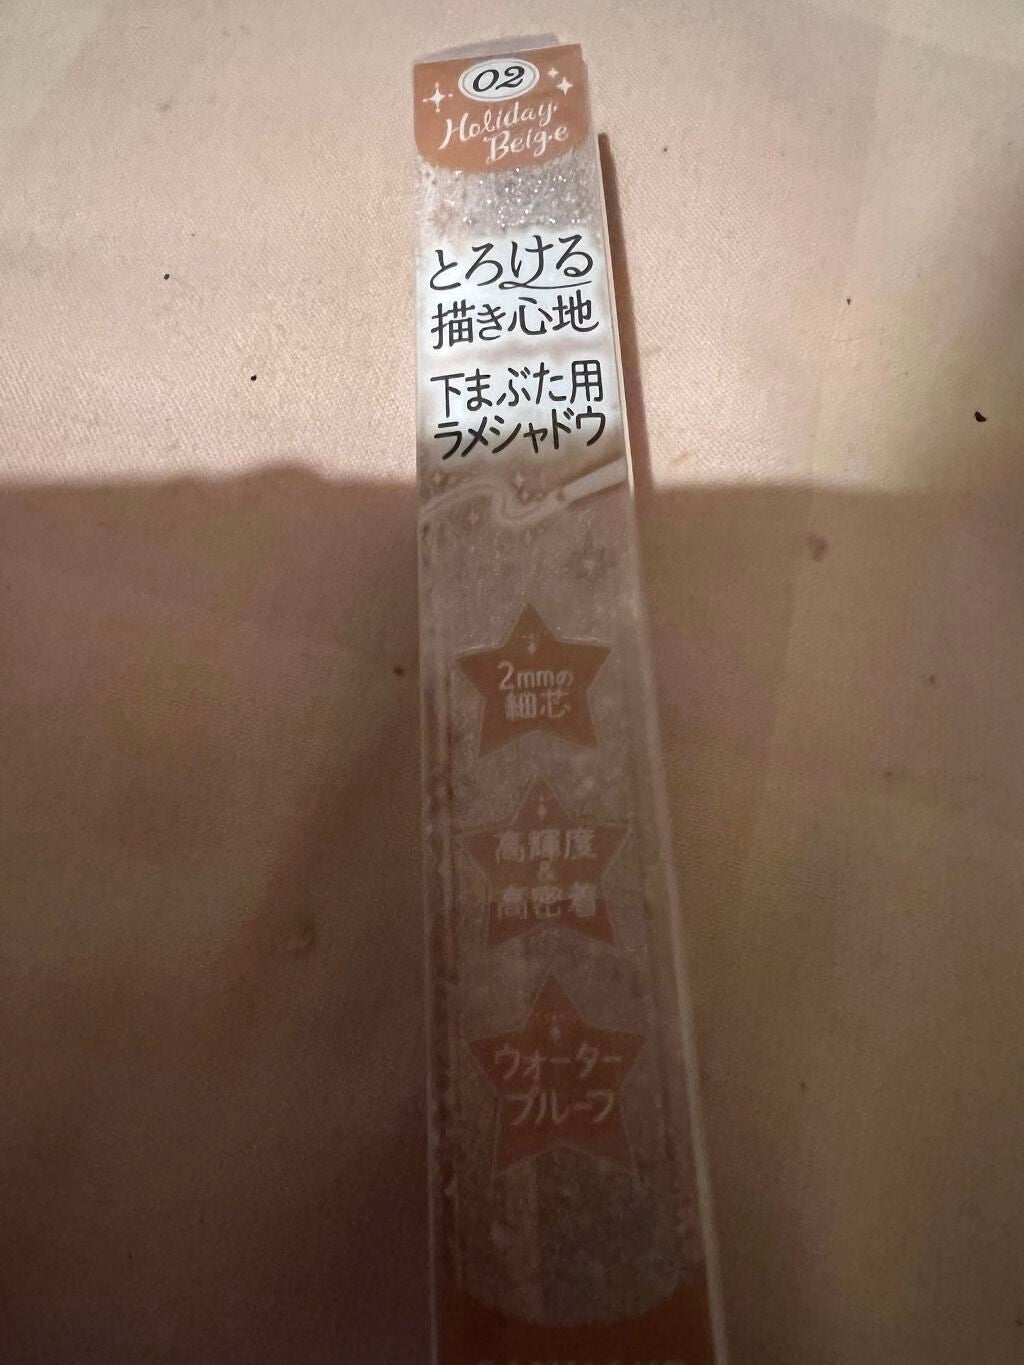 02
Holiday
Beige
とろける
描き心地
下まぶた用
ラメシャドウ
2mmの
細芯
高輝度
&
高密着
ウォーター
プルーフ